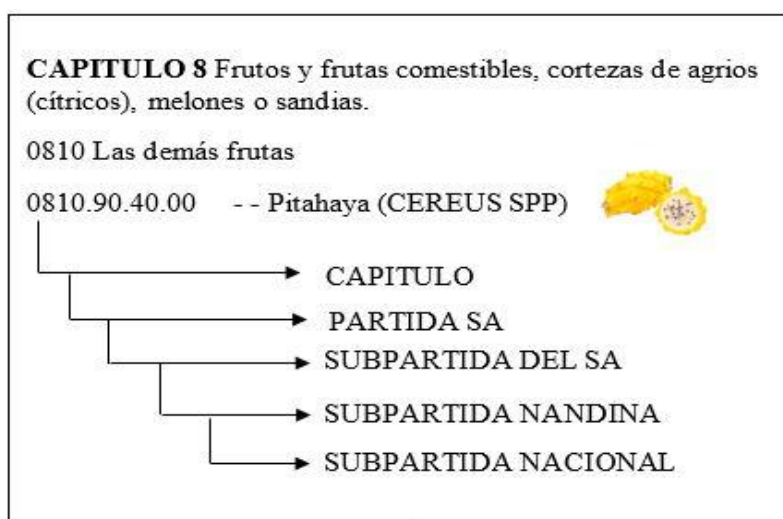 CAPITULO 8 Frutos y frutas comestibles, cortezas de agrios
(cítricos), melones o sandias.
0810 Las demás frutas
0810.90.40.00 - - Pitahaya (CEREUS SPP)
CAPITULO
PARTIDA SA
SUBPARTIDA DEL SA
SUBPARTIDA NANDINA
SUBPARTIDA NACIONAL